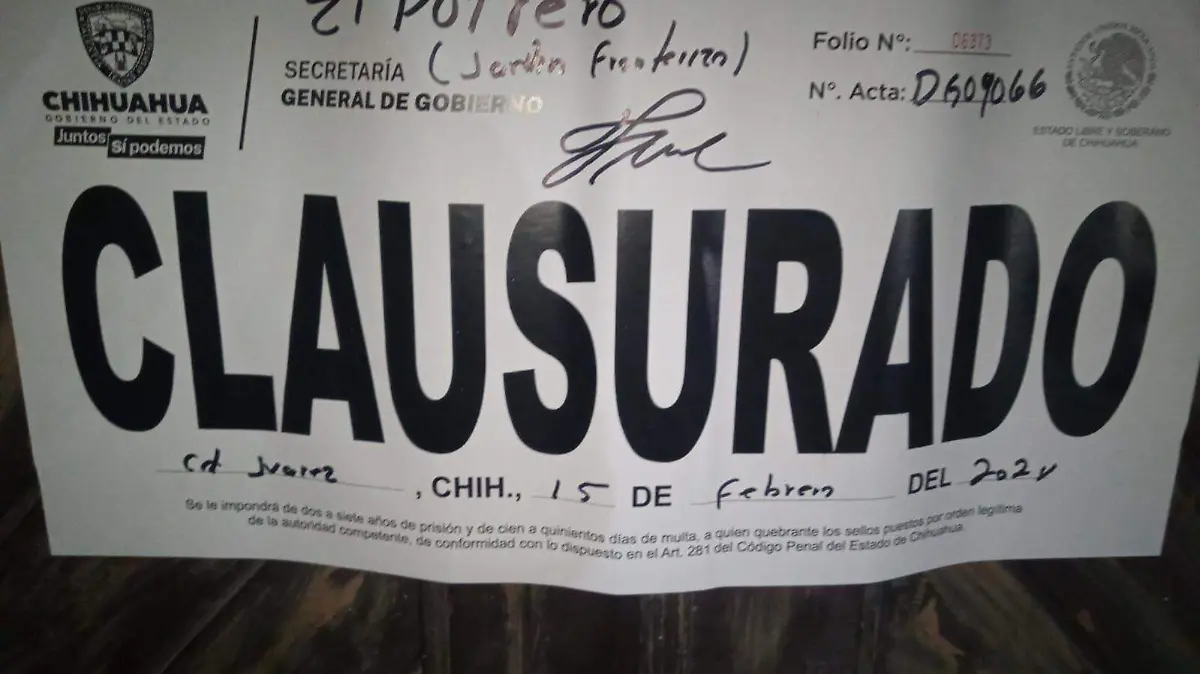 El Potrero
(Jardin Fronterizo)
CHIHUAHUA
GOBIERNO DEL ESTADO
Juntos
Sí podemos
SECRETARÍA
GENERAL DE GOBIERNO
Folio N°: 06373
N°. Acta: DG09066
ESTADO LIBRE Y SOBERANO
DE CHIHUAHUA
CLAUSURADO
Cd Juarez, CHIH., 15 DE Febrero DEL 2024
Se le impondrá de dos a siete años de prisión y de cien a quinientos días de multa, a quien quebrante los sellos puestos por orden legítima
de la autoridad competente, de conformidad con lo dispuesto en el Art. 281 del Código Penal del Estado de Chihuahua.